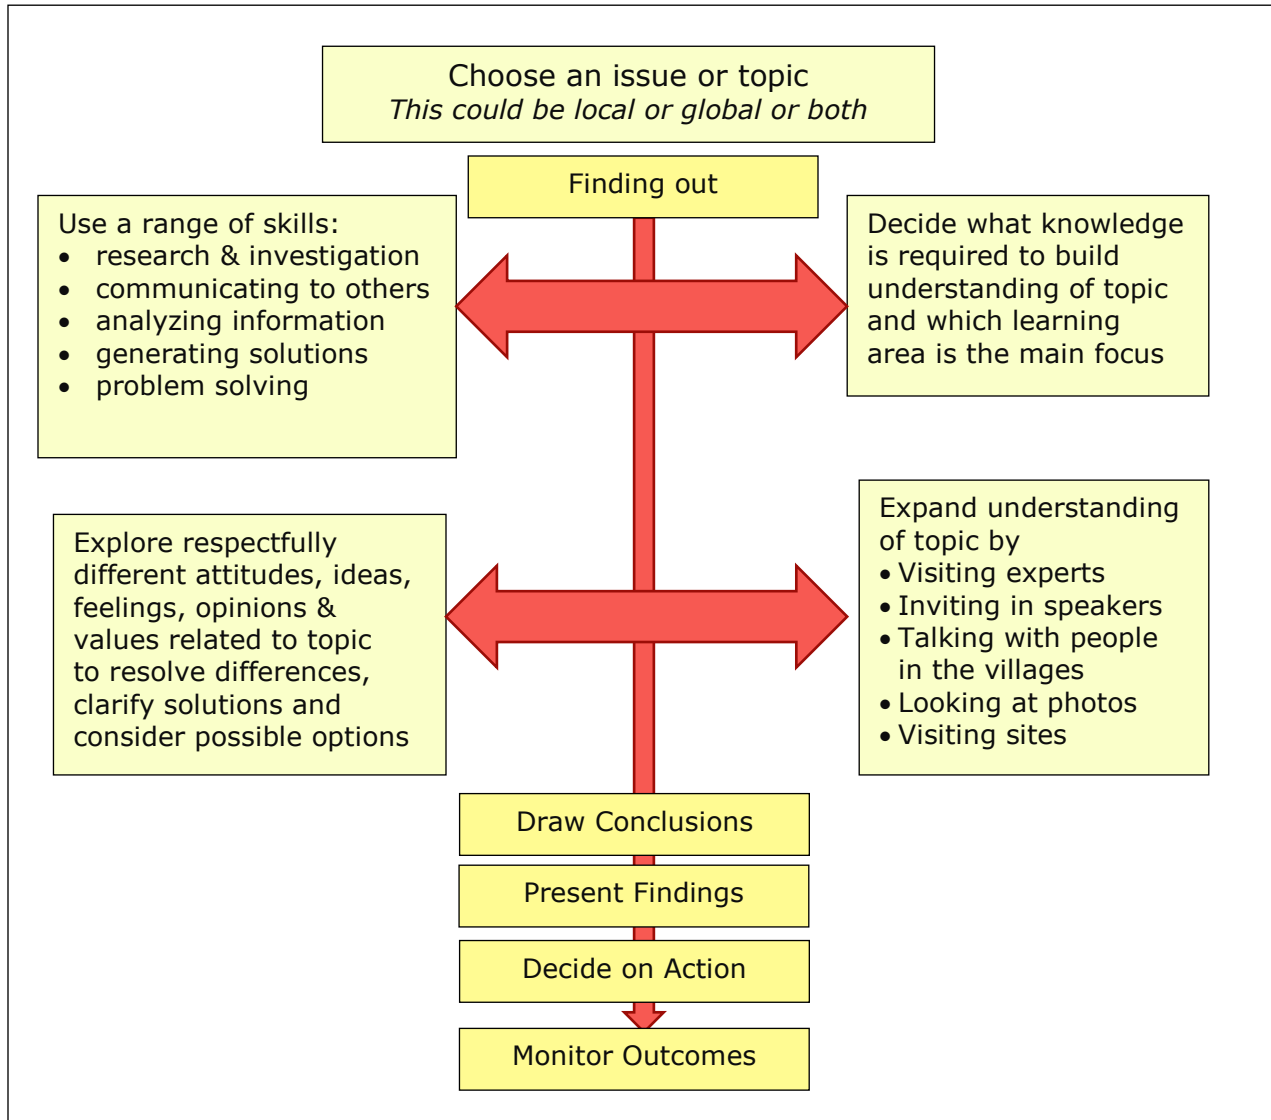 Choose an issue or topic
This could be local or global or both
Finding out
Use a range of skills:
• research & investigation
• communicating to others
• analyzing information
• generating solutions
• problem solving
Decide what knowledge
is required to build
understanding of topic
and which learning
area is the main focus
Explore respectfully
different attitudes, ideas,
feelings, opinions &
values related to topic
to resolve differences,
clarify solutions and
consider possible options
Expand understanding
of topic by
• Visiting experts
• Inviting in speakers
• Talking with people
in the villages
• Looking at photos
• Visiting sites
Draw Conclusions
Present Findings
Decide on Action
Monitor Outcomes